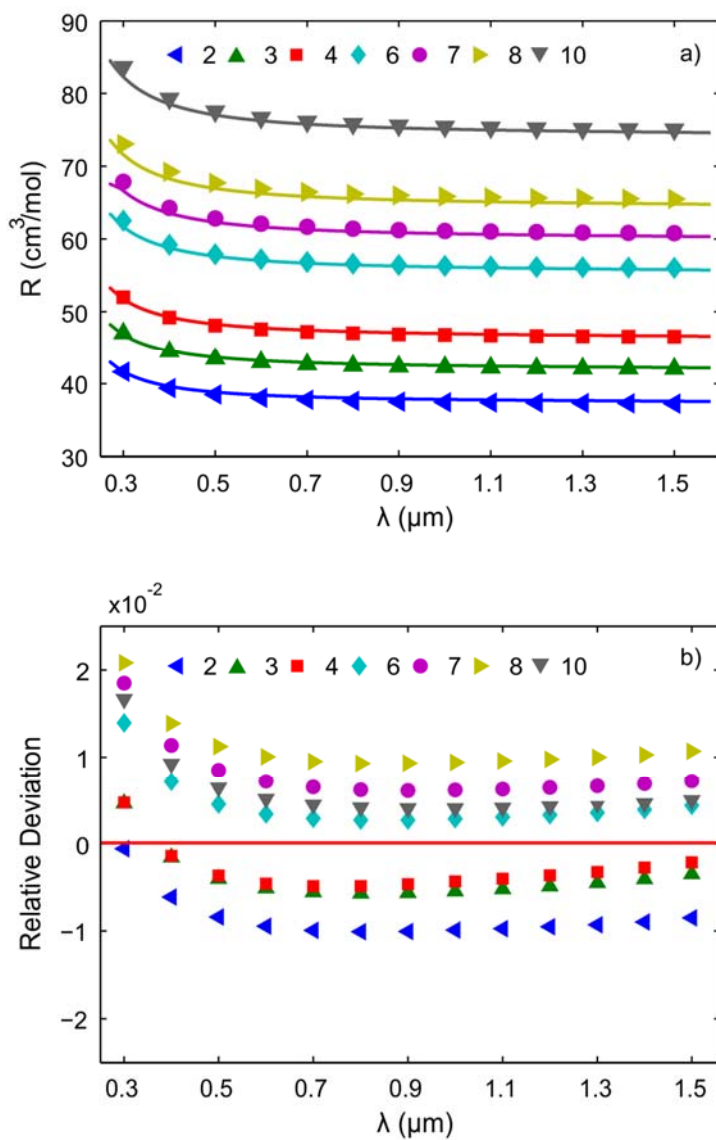 90
80
70
60
50
40
30
R (cm³/mol)
2 3 4 6 7 8 10
a)
0.3 0.5 0.7 0.9 1.1 1.3 1.5
λ (μm)
x10⁻²
2
1
0
−1
−2
Relative Deviation
2 3 4 6 7 8 10
b)
0.3 0.5 0.7 0.9 1.1 1.3 1.5
λ (μm)